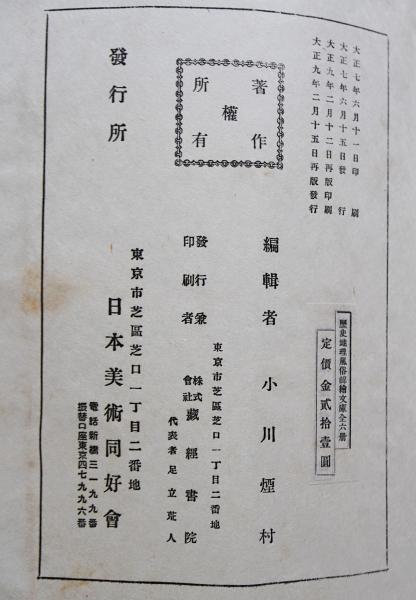 大正七年六月十一日印刷
大正七年六月十五日發行
大正九年二月十二日再版印刷
大正九年二月十五日再版發行
著作
權
所有
歷史地理風俗諸繪文庫全六册
定價金貳拾壹圓
編輯者 小川煙村
發行兼
印刷者
東京市芝區芝口一丁目二番地
株式會社 藏經書院
代表者 足立荒人
發行所
東京市芝區芝口一丁目二番地
日本美術同好會
電話新橋三一九九番
振替口座東京四七九九六番